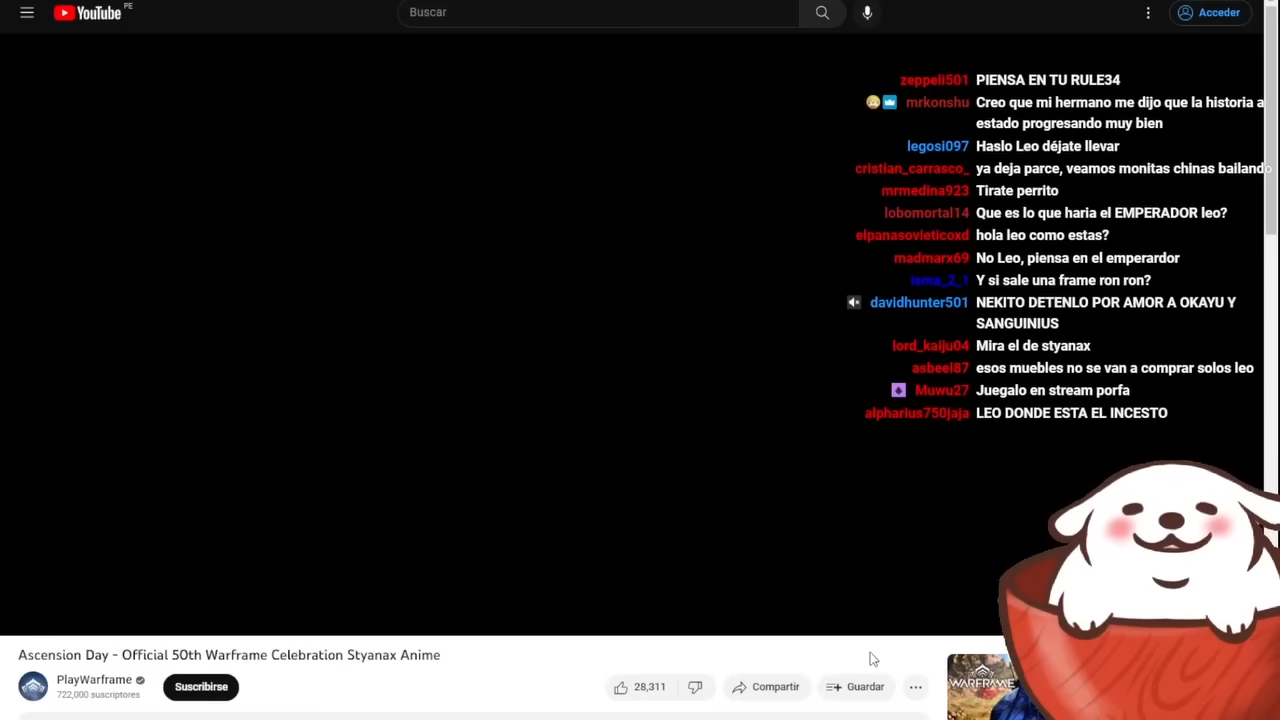 YouTube PE
Buscar
Acceder
zeppeli501 PIENSA EN TU RULE34
mrkonshu Creo que mi hermano me dijo que la historia a
estado progresando muy bien
legosi097 Haslo Leo déjate llevar
cristian_carrasco_ ya deja parce, veamos monitas chinas bailando
mrmedina923 Tirate perrito
lobomortal14 Que es lo que haria el EMPERADOR leo?
elpanasovieticoxd hola leo como estas?
madmarx69 No Leo, piensa en el emperardor
isma_2_1 Y si sale una frame ron ron?
davidhunter501 NEKITO DETENLO POR AMOR A OKAYU Y
SANGUINIUS
lord_kaiju04 Mira el de styanax
asbeel87 esos muebles no se van a comprar solos leo
Muwu27 Juegalo en stream porfa
alpharius750jaja LEO DONDE ESTA EL INCESTO
Ascension Day - Official 50th Warframe Celebration Styanax Anime
PlayWarframe
722,000 suscriptores
Suscribirse
28,311
Compartir
Guardar
WARFRAME